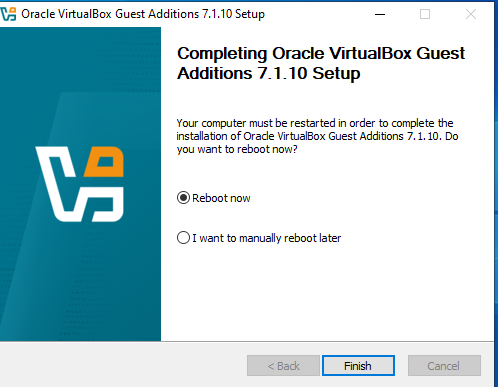 Oracle VirtualBox Guest Additions 7.1.10 Setup
Completing Oracle VirtualBox Guest
Additions 7.1.10 Setup
Your computer must be restarted in order to complete the
installation of Oracle VirtualBox Guest Additions 7.1.10. Do
you want to reboot now?
Reboot now
I want to manually reboot later
< Back
Finish
Cancel